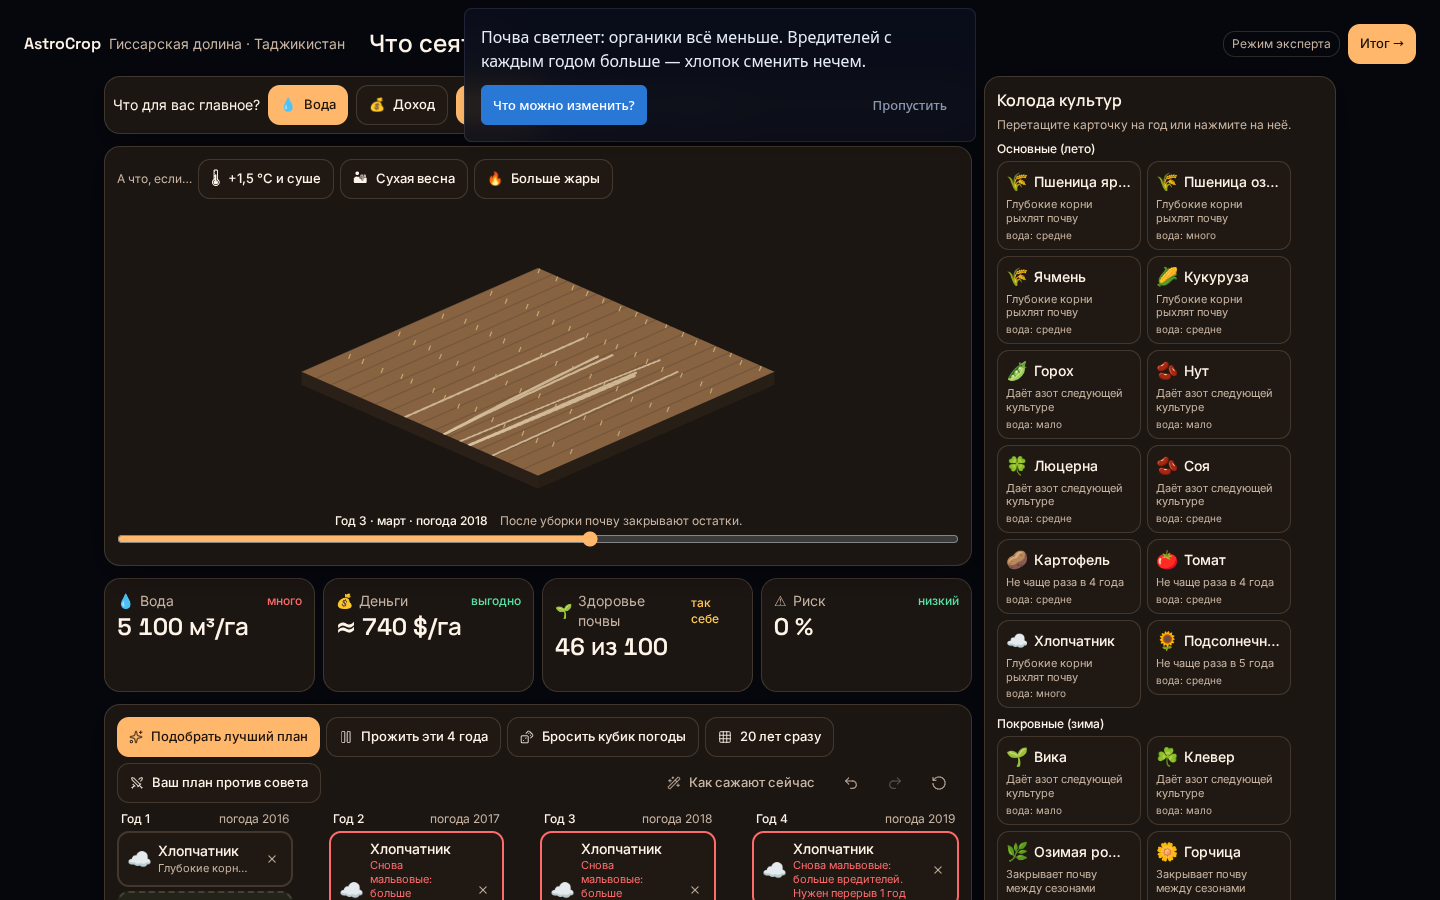 AstroCrop Гиссарская долина · Таджикистан
Что сеят
Почва светлеет: органики всё меньше. Вредителей с
каждым годом больше — хлопок сменить нечем.
Что можно изменить?
Пропустить
Режим эксперта
Итог →
Что для вас главное?
Вода
Доход
А что, если...
+1,5 °C и суше
Сухая весна
Больше жары
Год 3 · март · погода 2018 После уборки почву закрывают остатки.
Вода
много
5 100 м³/га
Деньги
выгодно
≈ 740 $/га
Здоровье
почвы
так
себе
46 из 100
Риск
низкий
0 %
Подобрать лучший план
Прожить эти 4 года
Бросить кубик погоды
20 лет сразу
Ваш план против совета
Как сажают сейчас
Год 1
погода 2016
Хлопчатник
Глубокие корн...
Год 2
погода 2017
Хлопчатник
Снова
мальвовые:
больше
Год 3
погода 2018
Хлопчатник
Снова
мальвовые:
больше
Год 4
погода 2019
Хлопчатник
Снова мальвовые:
больше вредителей.
Нужен перерыв 1 год
Колода культур
Перетащите карточку на год или нажмите на неё.
Основные (лето)
Пшеница яр...
Глубокие корни
рыхлят почву
вода: средне
Пшеница оз...
Глубокие корни
рыхлят почву
вода: много
Ячмень
Глубокие корни
рыхлят почву
вода: средне
Кукуруза
Глубокие корни
рыхлят почву
вода: средне
Горох
Даёт азот следующей
культуре
вода: мало
Нут
Даёт азот следующей
культуре
вода: мало
Люцерна
Даёт азот следующей
культуре
вода: средне
Соя
Даёт азот следующей
культуре
вода: средне
Картофель
Не чаще раза в 4 года
вода: средне
Томат
Не чаще раза в 4 года
вода: средне
Хлопчатник
Глубокие корни
рыхлят почву
вода: много
Подсолнечн...
Не чаще раза в 5 года
вода: средне
Покровные (зима)
Вика
Даёт азот следующей
культуре
вода: мало
Клевер
Даёт азот следующей
культуре
вода: средне
Озимая ро...
Закрывает почву
между сезонами
Горчица
Закрывает почву
между сезонами